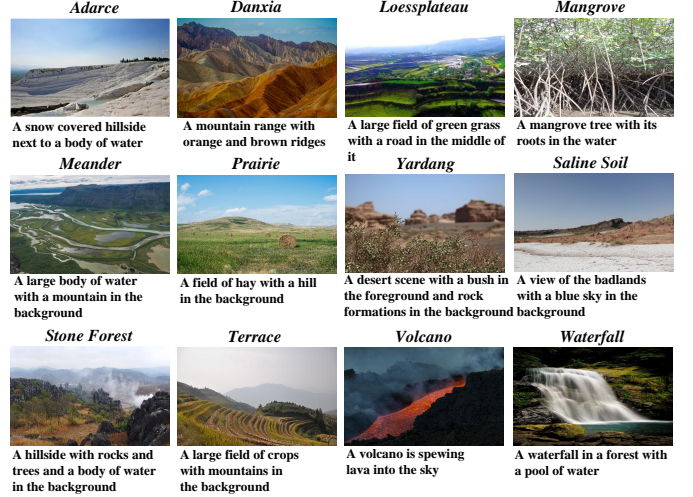 Adarce
Danxia
Loessplateau
Mangrove
A snow covered hillside
next to a body of water
A mountain range with
orange and brown ridges
A large field of green grass
with a road in the middle of
it
A mangrove tree with its
roots in the water
Meander
Prairie
Yardang
Saline Soil
A large body of water
with a mountain in the
background
A field of hay with a hill
in the background
A desert scene with a bush in
the foreground and rock
formations in the background
A view of the badlands
with a blue sky in the
background
Stone Forest
Terrace
Volcano
Waterfall
A hillside with rocks and
trees and a body of water
in the background
A large field of crops
with mountains in
the background
A volcano is spewing
lava into the sky
A waterfall in a forest with
a pool of water